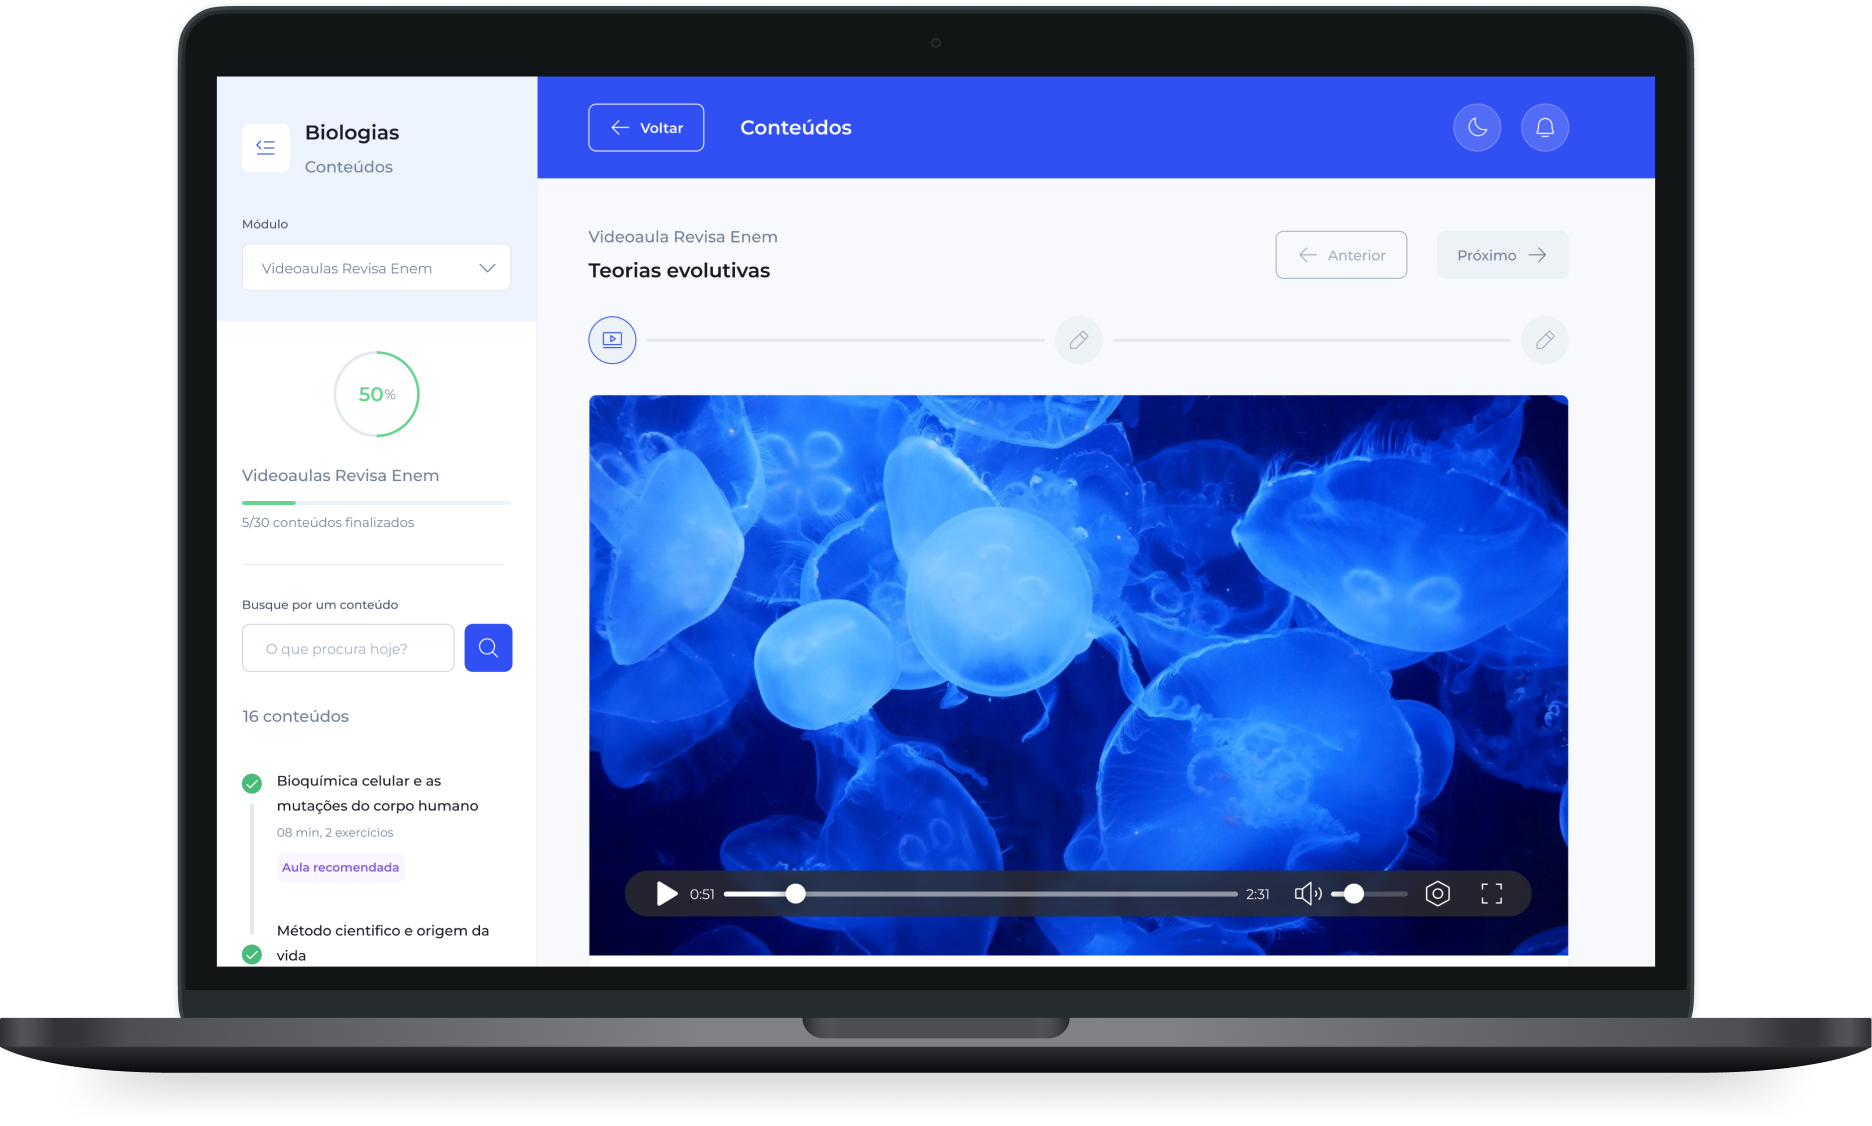 Biologias
Conteúdos
Módulo
Videoaulas Revisa Enem
50%
Videoaulas Revisa Enem
5/30 conteúdos finalizados
Busque por um conteúdo
O que procura hoje?
16 conteúdos
Bioquímica celular e as
mutações do corpo humano
08 min, 2 exercícios
Aula recomendada
Método cientifico e origem da
vida
Voltar
Conteúdos
Videoaula Revisa Enem
Teorias evolutivas
Anterior
Próximo
0:51
2:31